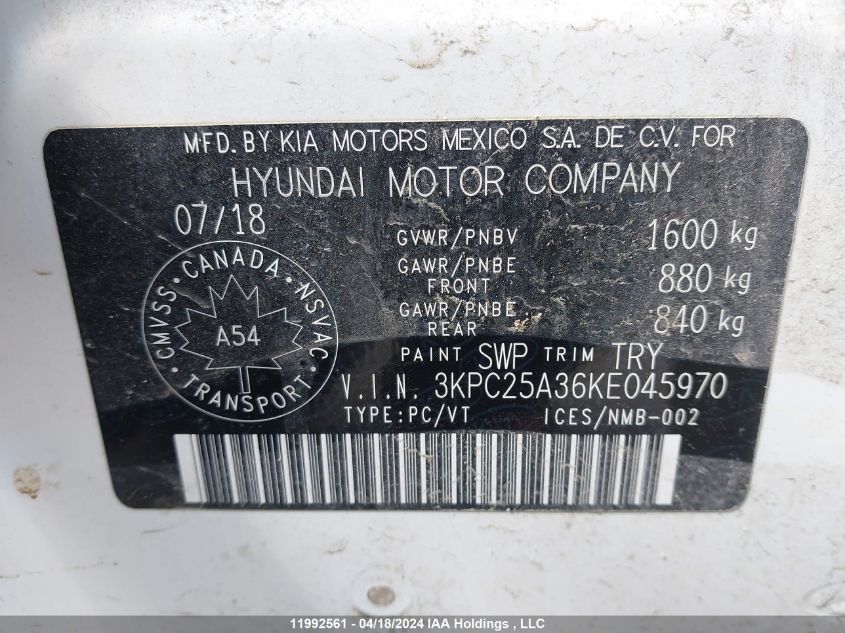 MFD. BY KIA MOTORS MEXICO S.A. DE C.V. FOR
HYUNDAI MOTOR COMPANY
07/18
GVWR/PNBV 1600 kg
GAWR/PNBE FRONT 880 kg
GAWR/PNBE REAR 840 kg
CMVSS · CANADA · NSVAC
A54
TRANSPORT
PAINT SWP TRIM TRY
V.I.N. 3KPC25A36KE045970
TYPE:PC/VT ICES/NMB-002
11992561 - 04/18/2024 IAA Holdings , LLC